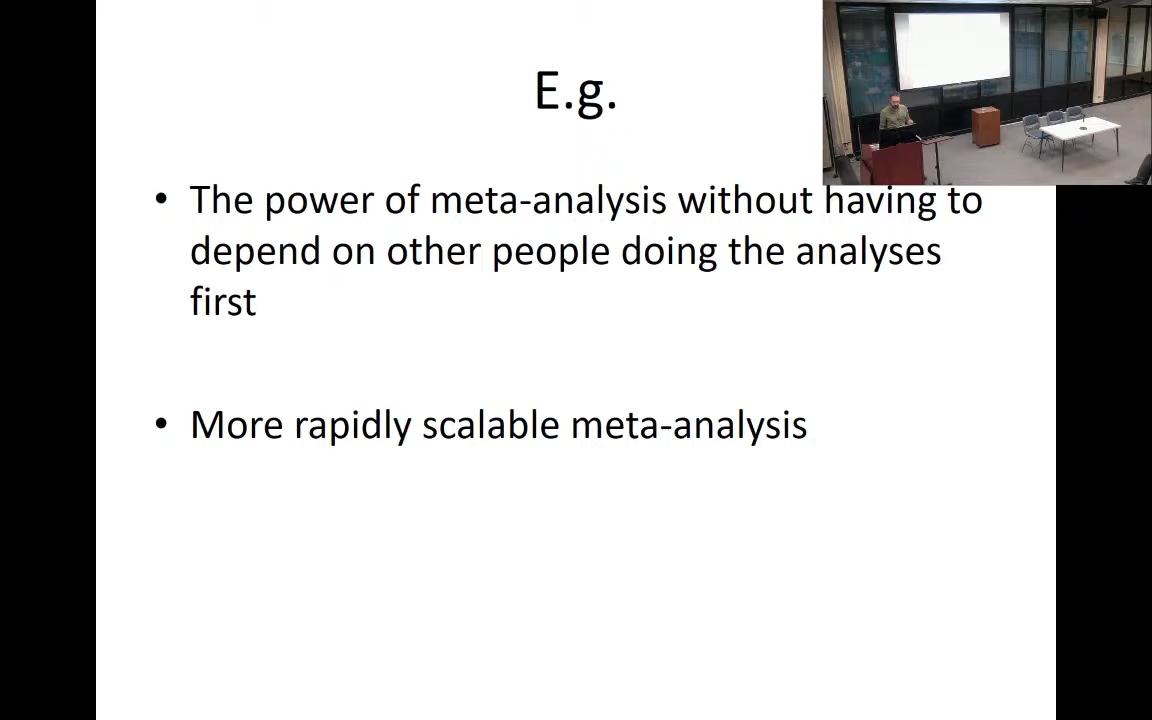 E.g.
• The power of meta-analysis without having to
depend on other people doing the analyses
first
• More rapidly scalable meta-analysis